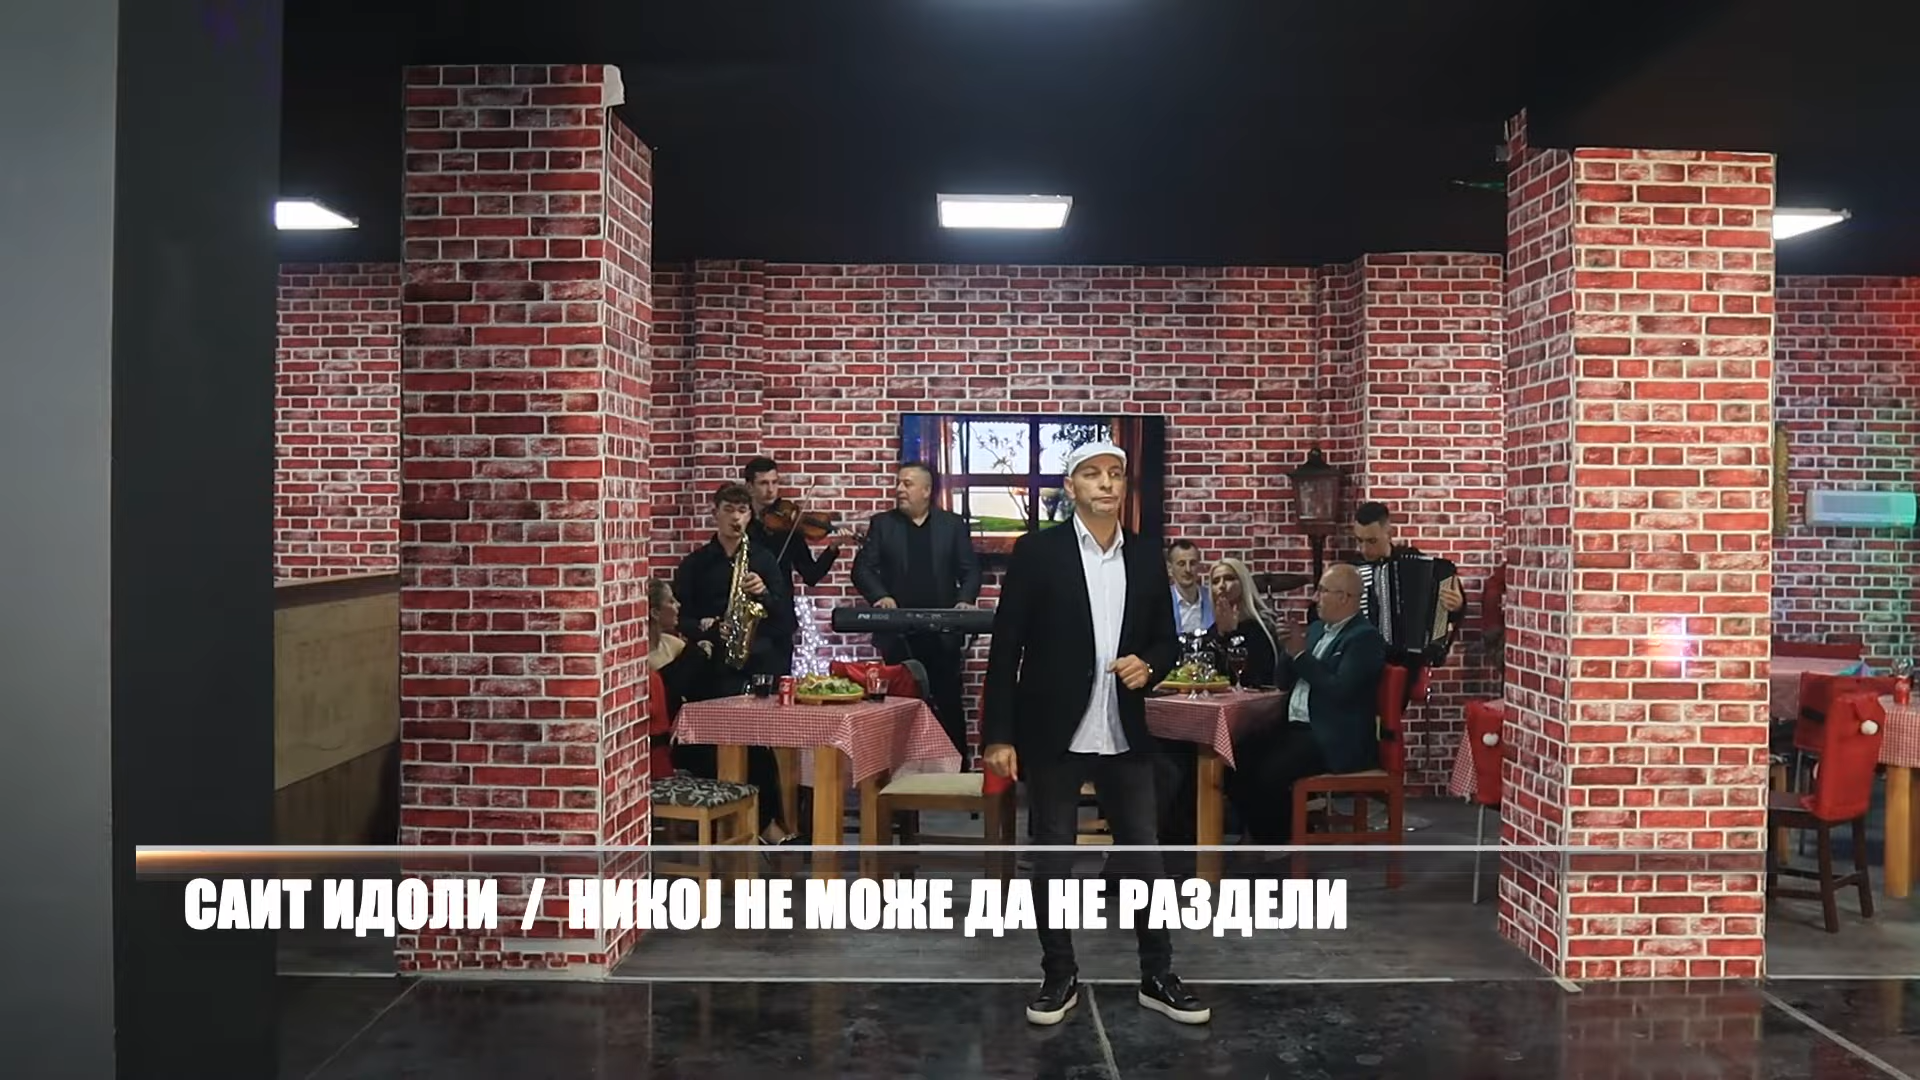 САИТ ИДОЛИ / НИКОЈ НЕ МОЖЕ ДА НЕ РАЗДЕЛИ